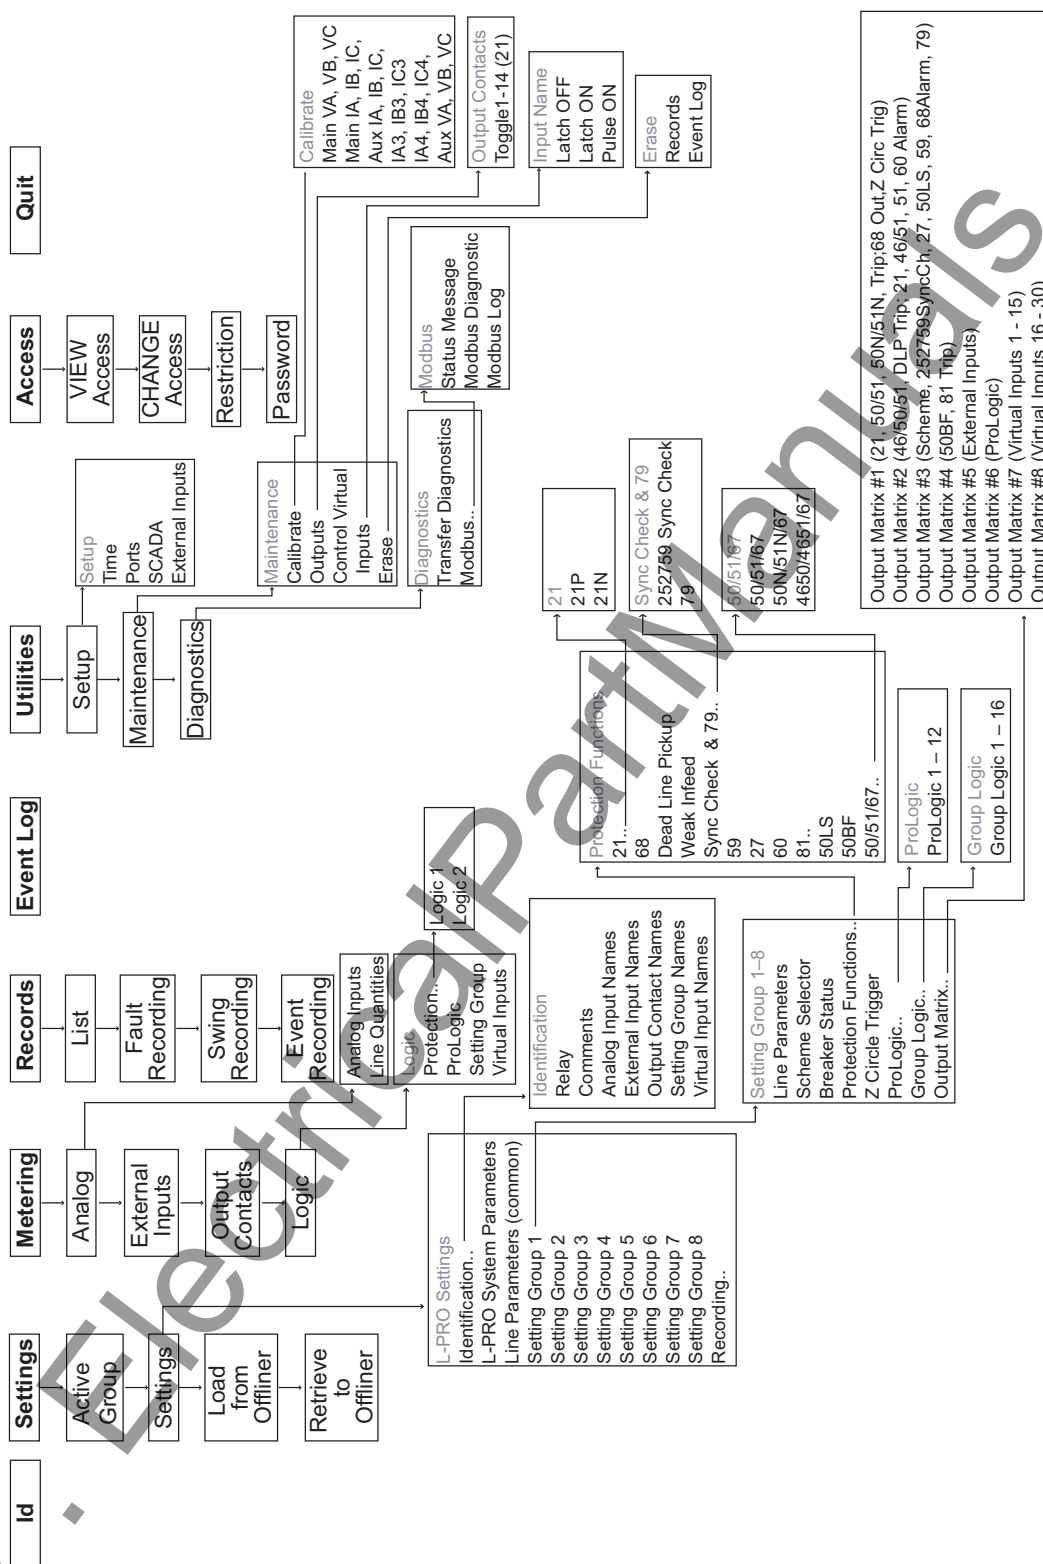 Id
Settings
Metering
Records
Event Log
Utilities
Access
Quit
Active
Group
Settings
Load
from
Offliner
Retrieve
to
Offliner
Analog
External
Inputs
Output
Contacts
Logic
List
Fault
Recording
Swing
Recording
Event
Recording
Setup
Maintenance
Diagnostics
VIEW
Access
CHANGE
Access
Restriction
Password
Analog Inputs
Line Quantities
Logic
Protection..
ProLogic
Setting Group
Virtual Inputs
Logic 1
Logic 2
Setup
Time
Ports
SCADA
External Inputs
Maintenance
Calibrate
Outputs
Control Virtual
Inputs
Erase
Diagnostics
Transfer Diagnostics
Modbus..
Modbus
Status Message
Modbus Diagnostic
Modbus Log
Calibrate
Main VA, VB, VC
Main IA, IB, IC,
Aux IA, IB, IC,
IA3, IB3, IC3
IA4, IB4, IC4,
Aux VA, VB, VC
Output Contacts
Toggle1-14 (21)
Input Name
Latch OFF
Latch ON
Pulse ON
Erase
Records
Event Log
L-PRO Settings
Identification..
L-PRO System Parameters
Line Parameters (common)
Setting Group 1
Setting Group 2
Setting Group 3
Setting Group 4
Setting Group 5
Setting Group 6
Setting Group 7
Setting Group 8
Recording..
Identification
Relay
Comments
Analog Input Names
External Input Names
Output Contact Names
Setting Group Names
Virtual Input Names
Setting Group 1–8
Line Parameters
Scheme Selector
Breaker Status
Protection Functions..
Z Circle Trigger
ProLogic..
Group Logic..
Output Matrix..
Protection Functions
21..
68
Dead Line Pickup
Weak Infeed
Sync Check & 79..
59
27
60
81..
50LS
50BF
50/51/67..
21
21P
21N
Sync Check & 79
252759 Sync Check
79
50/51/67
50/51/67
50N/51N/67
4650/4651/67
ProLogic
ProLogic 1 – 12
Group Logic
Group Logic 1 – 16
Output Matrix #1 (21, 50/51, 50N/51N, Trip;68 Out,Z Circ Trig)
Output Matrix #2 (46/50/51, DLP Trip; 21, 46/51, 51, 60 Alarm)
Output Matrix #3 (Scheme, 252759SyncCh, 27, 50LS, 59, 68Alarm, 79)
Output Matrix #4 (50BF, 81 Trip)
Output Matrix #5 (External Inputs)
Output Matrix #6 (ProLogic)
Output Matrix #7 (Virtual Inputs 1 - 15)
Output Matrix #8 (Virtual Inputs 16 - 30)
. ElectricalPartManuals